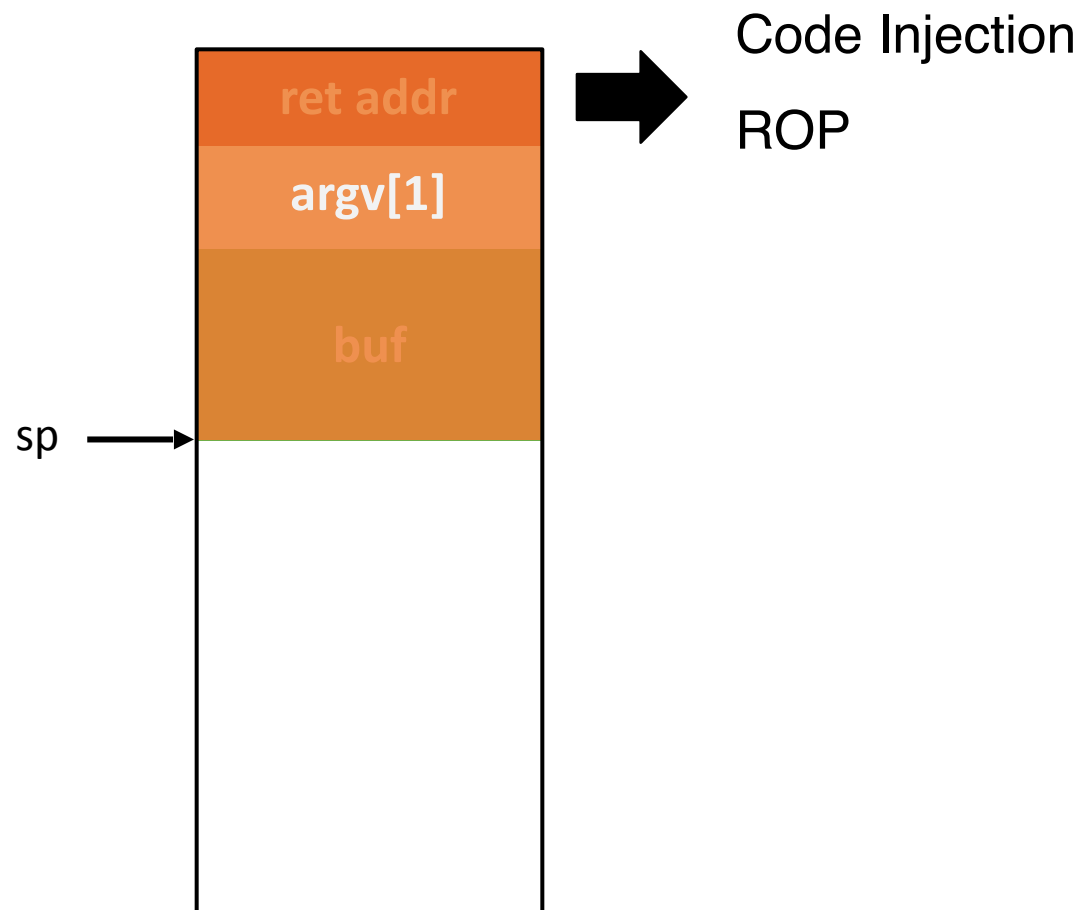 Code Injection
ret addr
ROP
argv[1]
buf
sp